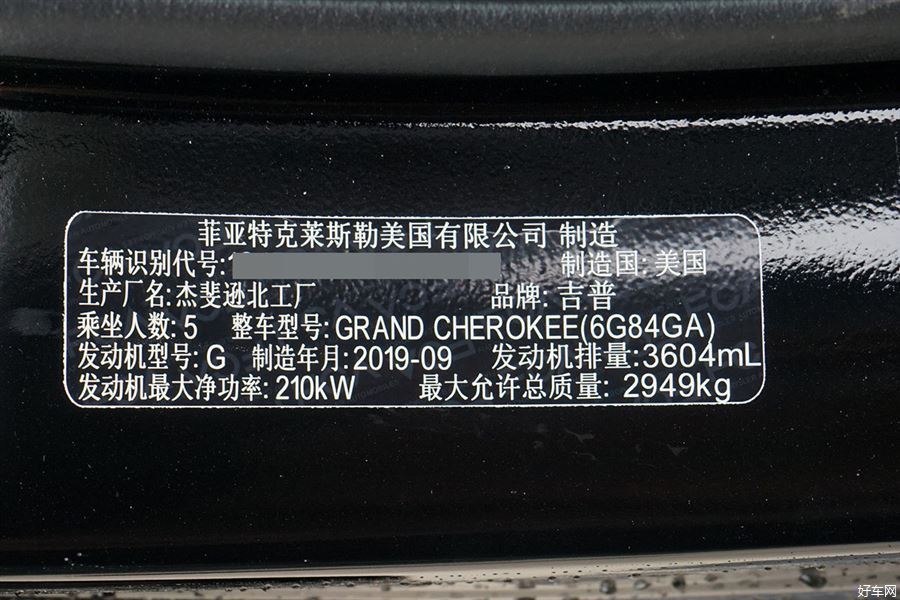 菲亚特克莱斯勒美国有限公司 制造
车辆识别代号: 制造国: 美国
生产厂名: 杰斐逊北工厂 品牌: 吉普
乘坐人数: 5 整车型号: GRAND CHEROKEE(6G84GA)
发动机型号: G 制造年月: 2019-09 发动机排量: 3604mL
发动机最大净功率: 210kW 最大允许总质量: 2949kg
好车网